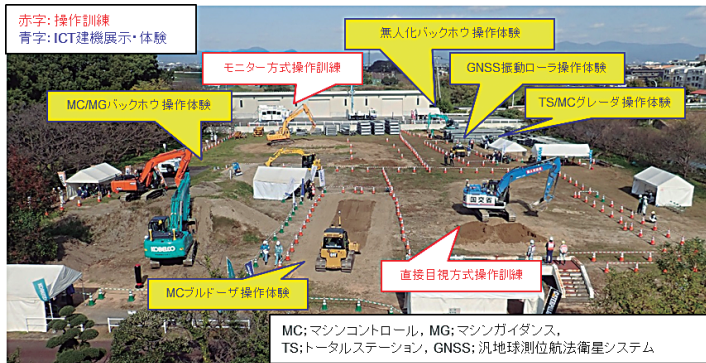 赤字：操作訓練
青字：ICT建機展示・体験
無人化バックホウ 操作体験
モニター方式操作訓練
GNSS振動ローラ操作体験
MC/MGバックホウ 操作体験
TS/MCグレーダ操作体験
国交省
KOBELCO
直接目視方式操作訓練
MCブルドーザ操作体験
MC；マシンコントロール，MG；マシンガイダンス，
TS；トータルステーション，GNSS；汎地球測位航法衛星システム